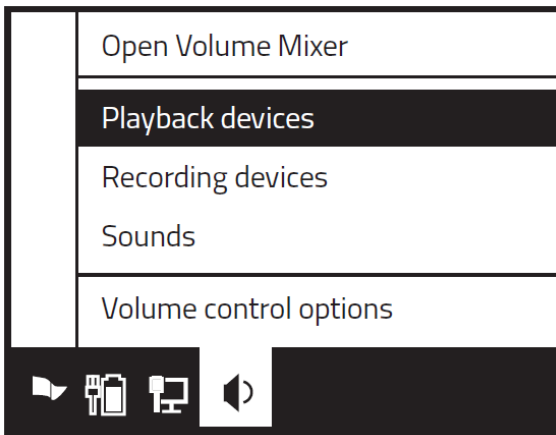 Open Volume Mixer
Playback devices
Recording devices
Sounds
Volume control options